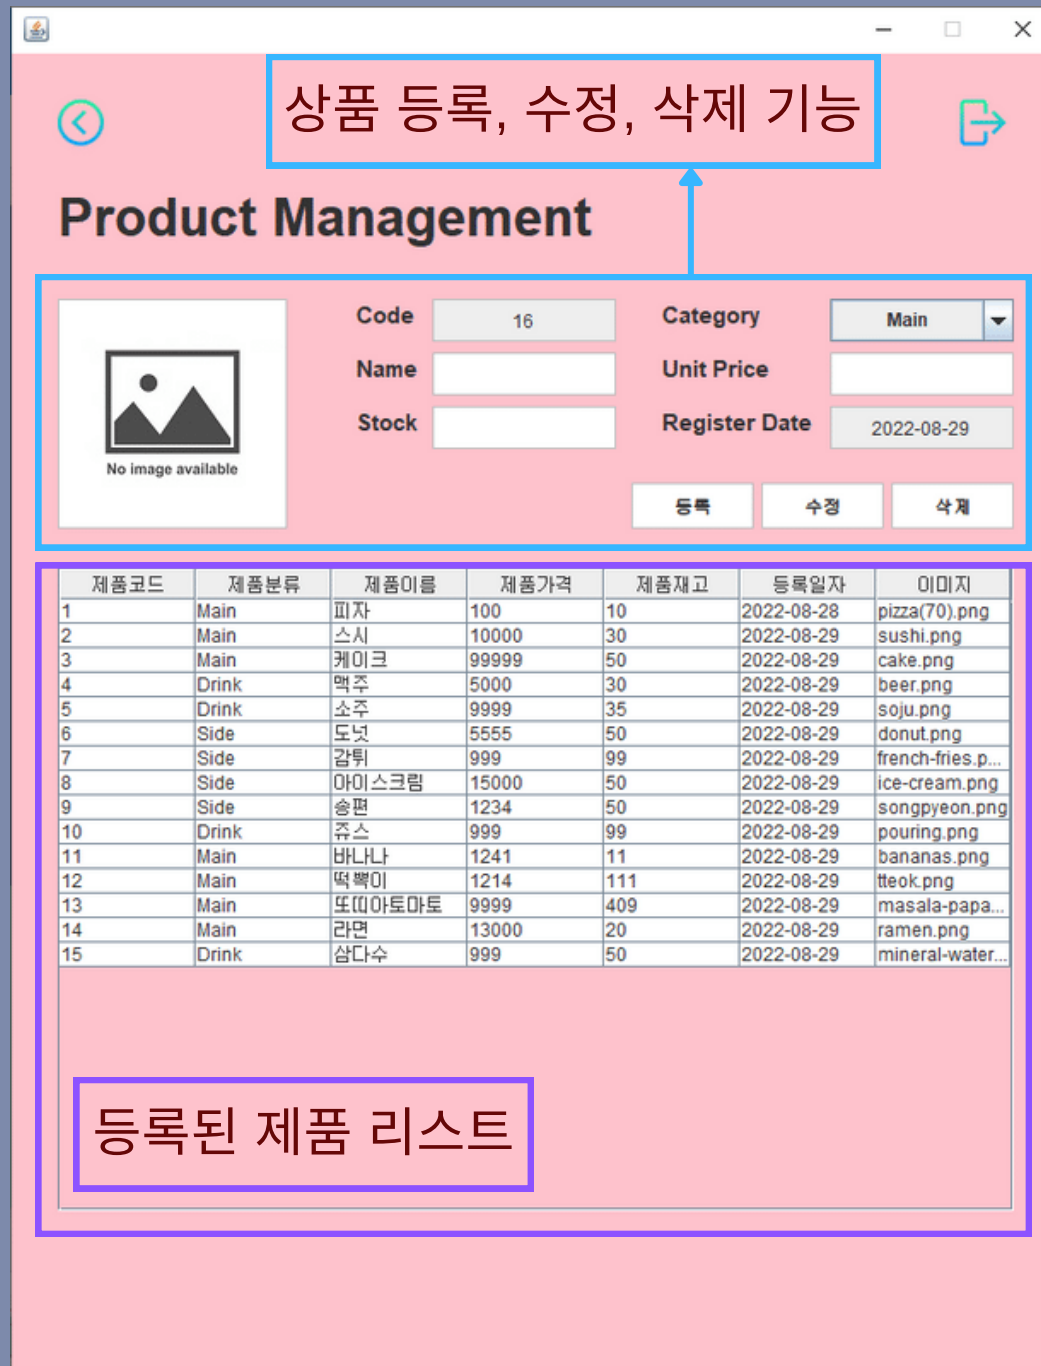 상품 등록, 수정, 삭제 기능
Product Management
Code 16 Category Main
Name Unit Price
Stock Register Date 2022-08-29
No image available
등록 수정 삭제
제품코드 제품분류 제품이름 제품가격 제품재고 등록일자 이미지
1 Main 피자 100 10 2022-08-28 pizza(70).png
2 Main 스시 10000 30 2022-08-29 sushi.png
3 Main 케이크 99999 50 2022-08-29 cake.png
4 Drink 맥주 5000 30 2022-08-29 beer.png
5 Drink 소주 9999 35 2022-08-29 soju.png
6 Side 도넛 5555 50 2022-08-29 donut.png
7 Side 감튀 999 99 2022-08-29 french-fries.p...
8 Side 아이스크림 15000 50 2022-08-29 ice-cream.png
9 Side 송편 1234 50 2022-08-29 songpyeon.png
10 Drink 쥬스 999 99 2022-08-29 pouring.png
11 Main 바나나 1241 11 2022-08-29 bananas.png
12 Main 떡뽁이 1214 111 2022-08-29 tteok.png
13 Main 또띠아토마토 9999 409 2022-08-29 masala-papa...
14 Main 라면 13000 20 2022-08-29 ramen.png
15 Drink 삼다수 999 50 2022-08-29 mineral-water...
등록된 제품 리스트